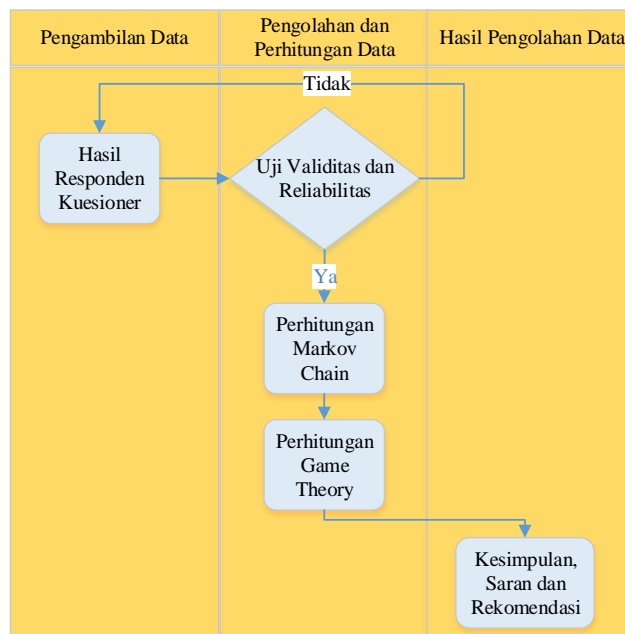 Pengambilan Data
Pengolahan dan
Perhitungan Data
Hasil Pengolahan Data
Tidak
Hasil
Responden
Kuesioner
Uji Validitas dan
Reliabilitas
Ya
Perhitungan
Markov
Chain
Perhitungan
Game
Theory
Kesimpulan,
Saran dan
Rekomendasi